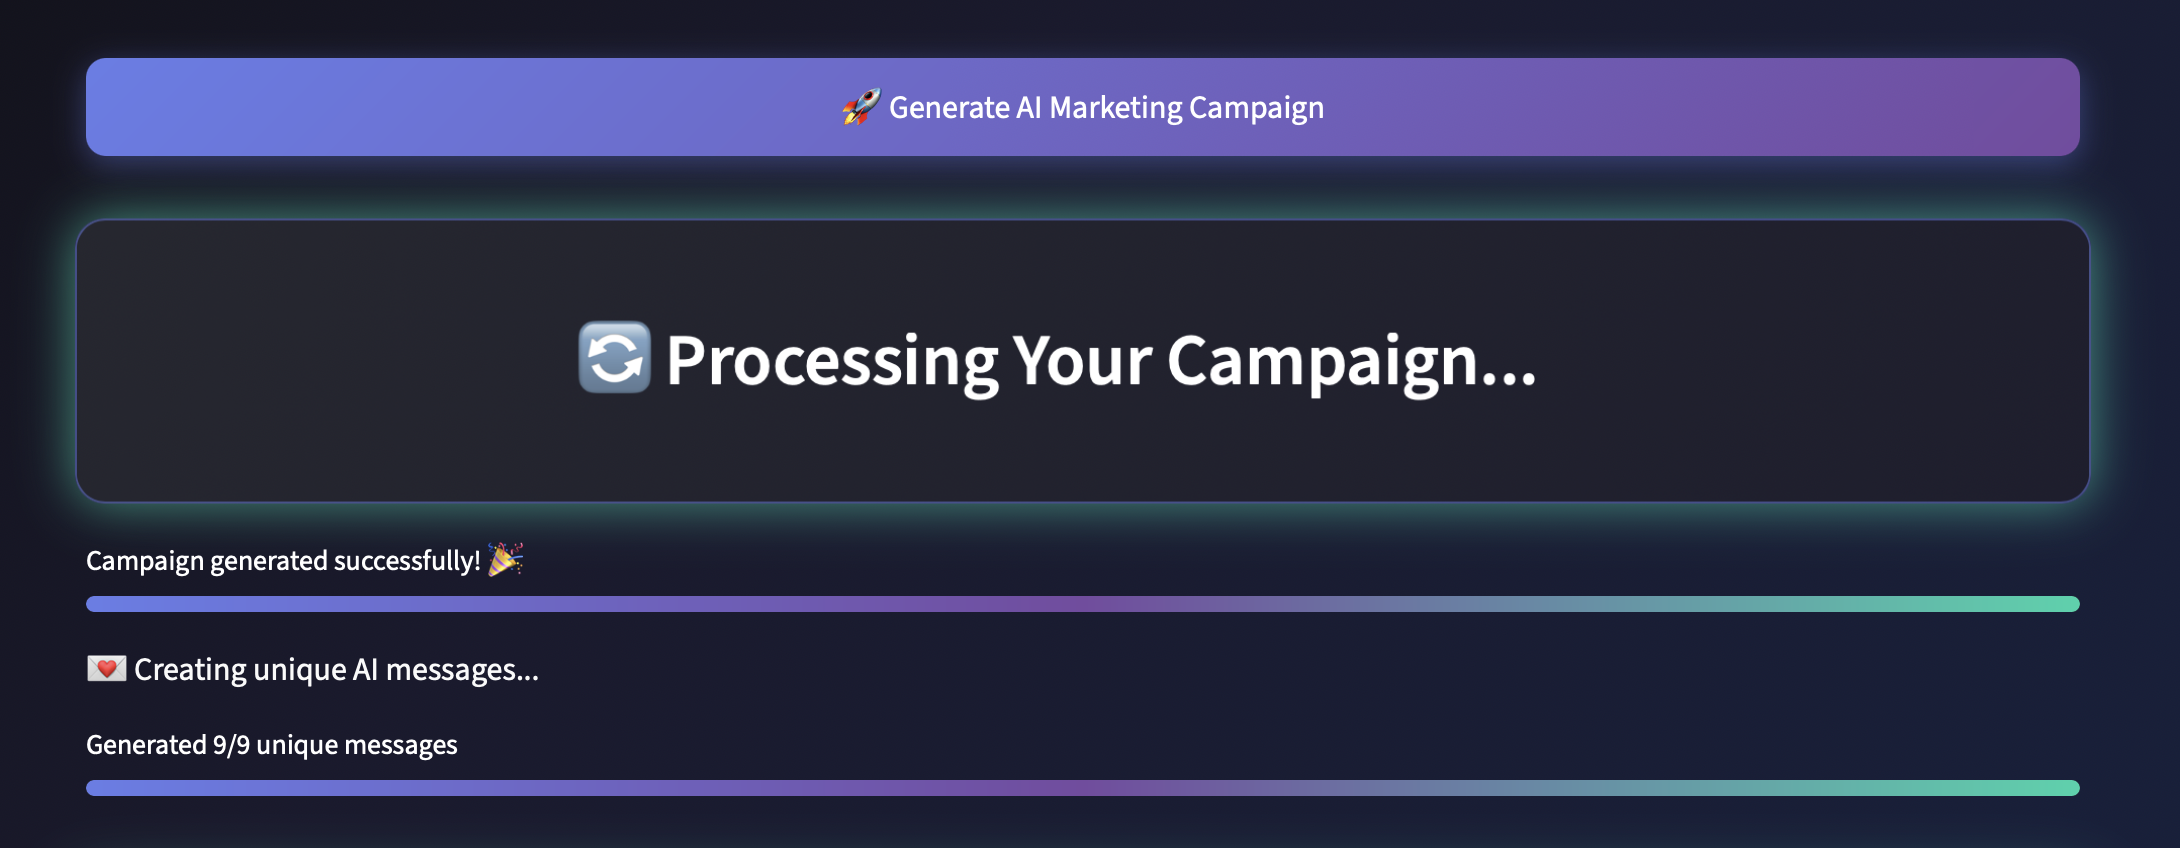 🚀 Generate AI Marketing Campaign
🔄 Processing Your Campaign...
Campaign generated successfully! 🎉
💌 Creating unique AI messages...
Generated 9/9 unique messages